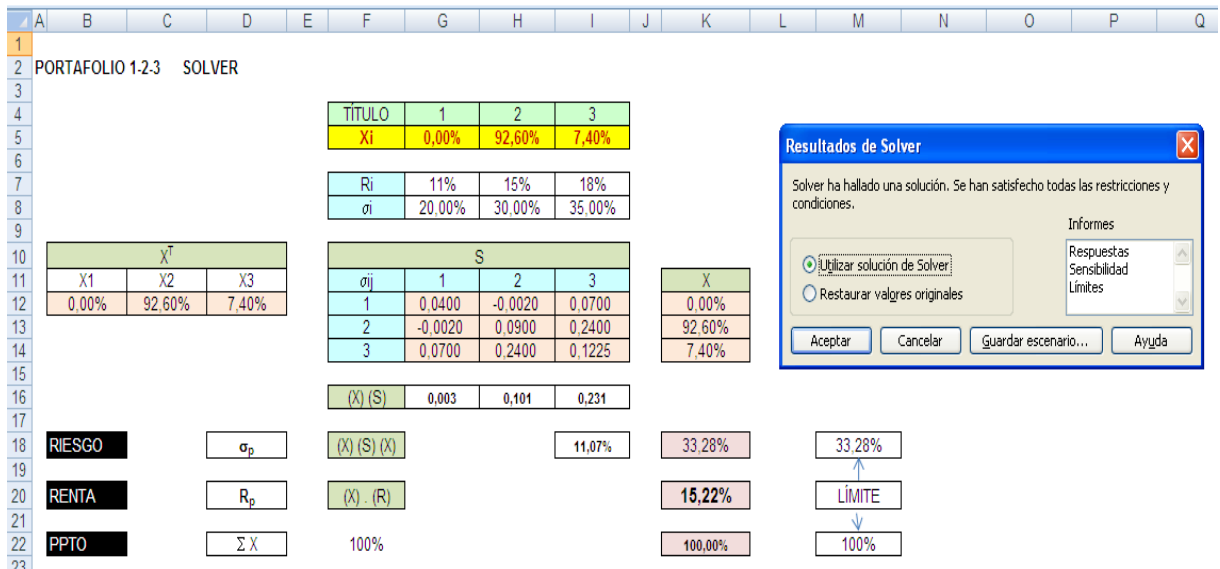 A B C D E F G H I J K L M N O P Q
1
2 PORTAFOLIO 1-2-3 SOLVER
3
4 TÍTULO 1 2 3
5 Xi 0,00% 92,60% 7,40%
6
7 Ri 11% 15% 18%
8 σi 20,00% 30,00% 35,00%
9
10 X^T S
11 X1 X2 X3 σij 1 2 3 X
12 0,00% 92,60% 7,40% 1 0,0400 -0,0020 0,0700 0,00%
13 2 -0,0020 0,0900 0,2400 92,60%
14 3 0,0700 0,2400 0,1225 7,40%
15
16 (X) (S) 0,003 0,101 0,231
17
18 RIESGO σp (X) (S) (X) 11,07% 33,28% 33,28%
19
20 RENTA Rp (X) . (R) 15,22% LÍMITE
21
22 PPTO Σ X 100% 100,00% 100%
23
Resultados de Solver
Solver ha hallado una solución. Se han satisfecho todas las restricciones y
condiciones.
Informes
Utilizar solución de Solver
Restaurar valores originales
Respuestas
Sensibilidad
Límites
Aceptar Cancelar Guardar escenario... Ayuda